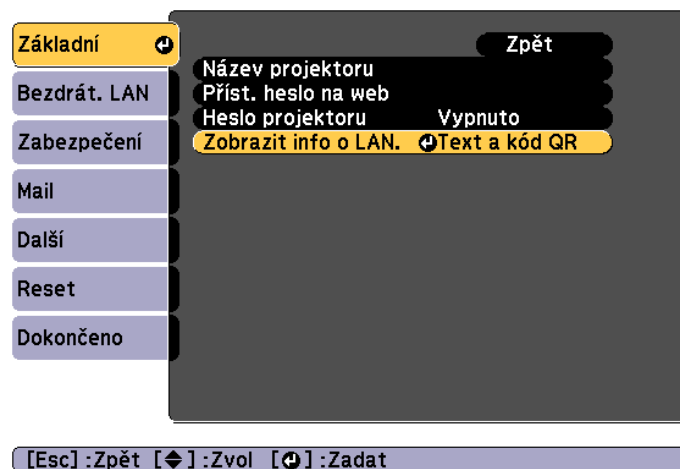 Základní
Bezdrát. LAN
Zabezpečení
Mail
Další
Reset
Dokončeno
Zpět
Název projektoru
Příst. heslo na web
Heslo projektoru Vypnuto
Zobrazit info o LAN. Text a kód QR
[Esc] :Zpět [◆] :Zvol [↵] :Zadat